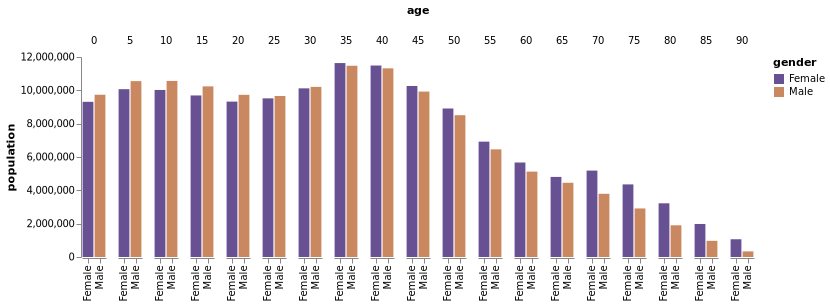 age
0 5 10 15 20 25 30 35 40 45 50 55 60 65 70 75 80 85 90
population
12,000,000
10,000,000
8,000,000
6,000,000
4,000,000
2,000,000
0
Female Male Female Male Female Male Female Male Female Male Female Male Female Male Female Male Female Male Female Male Female Male Female Male Female Male Female Male Female Male Female Male Female Male Female Male Female Male
gender
Female
Male